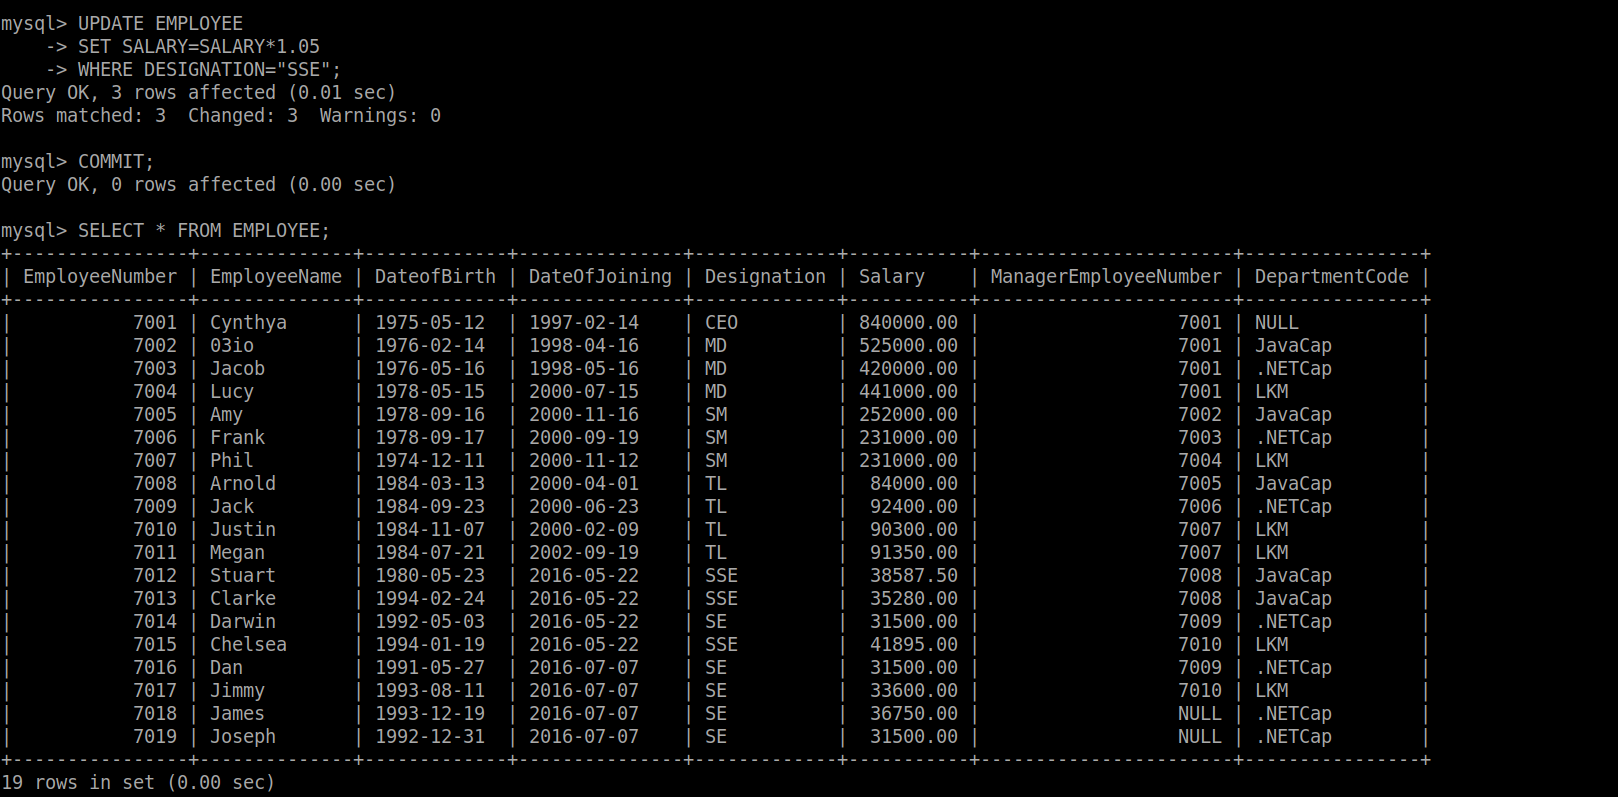 mysql> UPDATE EMPLOYEE
    -> SET SALARY=SALARY*1.05
    -> WHERE DESIGNATION="SSE";
Query OK, 3 rows affected (0.01 sec)
Rows matched: 3  Changed: 3  Warnings: 0

mysql> COMMIT;
Query OK, 0 rows affected (0.00 sec)

mysql> SELECT * FROM EMPLOYEE;
+----------------+--------------+-------------+---------------+-------------+-----------+-----------------------+----------------+
| EmployeeNumber | EmployeeName | DateofBirth | DateOfJoining | Designation | Salary    | ManagerEmployeeNumber | DepartmentCode |
+----------------+--------------+-------------+---------------+-------------+-----------+-----------------------+----------------+
|           7001 | Cynthya      | 1975-05-12  | 1997-02-14    | CEO         | 840000.00 |                  7001 | NULL           |
|           7002 | 03io         | 1976-02-14  | 1998-04-16    | MD          | 525000.00 |                  7001 | JavaCap        |
|           7003 | Jacob        | 1976-05-16  | 1998-05-16    | MD          | 420000.00 |                  7001 | .NETCap        |
|           7004 | Lucy         | 1978-05-15  | 2000-07-15    | MD          | 441000.00 |                  7001 | LKM            |
|           7005 | Amy          | 1978-09-16  | 2000-11-16    | SM          | 252000.00 |                  7002 | JavaCap        |
|           7006 | Frank        | 1978-09-17  | 2000-09-19    | SM          | 231000.00 |                  7003 | .NETCap        |
|           7007 | Phil         | 1974-12-11  | 2000-11-12    | SM          | 231000.00 |                  7004 | LKM            |
|           7008 | Arnold       | 1984-03-13  | 2000-04-01    | TL          |  84000.00 |                  7005 | JavaCap        |
|           7009 | Jack         | 1984-09-23  | 2000-06-23    | TL          |  92400.00 |                  7006 | .NETCap        |
|           7010 | Justin       | 1984-11-07  | 2000-02-09    | TL          |  90300.00 |                  7007 | LKM            |
|           7011 | Megan        | 1984-07-21  | 2002-09-19    | TL          |  91350.00 |                  7007 | LKM            |
|           7012 | Stuart       | 1980-05-23  | 2016-05-22    | SSE         |  38587.50 |                  7008 | JavaCap        |
|           7013 | Clarke       | 1994-02-24  | 2016-05-22    | SSE         |  35280.00 |                  7008 | JavaCap        |
|           7014 | Darwin       | 1992-05-03  | 2016-05-22    | SE          |  31500.00 |                  7009 | .NETCap        |
|           7015 | Chelsea      | 1994-01-19  | 2016-05-22    | SSE         |  41895.00 |                  7010 | LKM            |
|           7016 | Dan          | 1991-05-27  | 2016-07-07    | SE          |  31500.00 |                  7009 | .NETCap        |
|           7017 | Jimmy        | 1993-08-11  | 2016-07-07    | SE          |  33600.00 |                  7010 | LKM            |
|           7018 | James        | 1993-12-19  | 2016-07-07    | SE          |  36750.00 |                  NULL | .NETCap        |
|           7019 | Joseph       | 1992-12-31  | 2016-07-07    | SE          |  31500.00 |                  NULL | .NETCap        |
+----------------+--------------+-------------+---------------+-------------+-----------+-----------------------+----------------+
19 rows in set (0.00 sec)